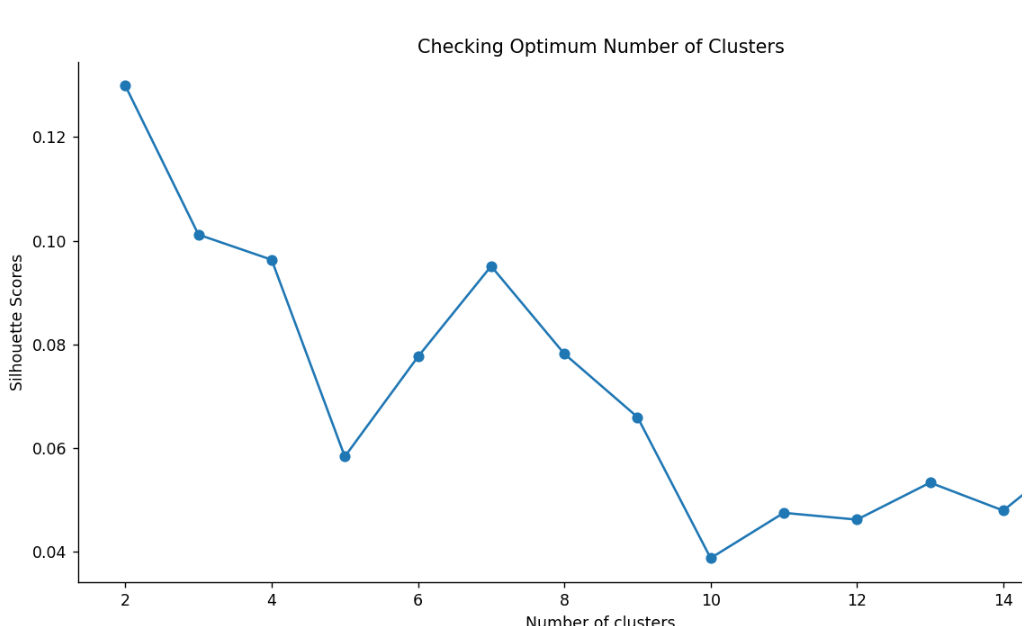 Checking Optimum Number of Clusters
0.12
0.10
0.08
0.06
0.04
Silhouette Scores
2 4 6 8 10 12 14
Number of clusters